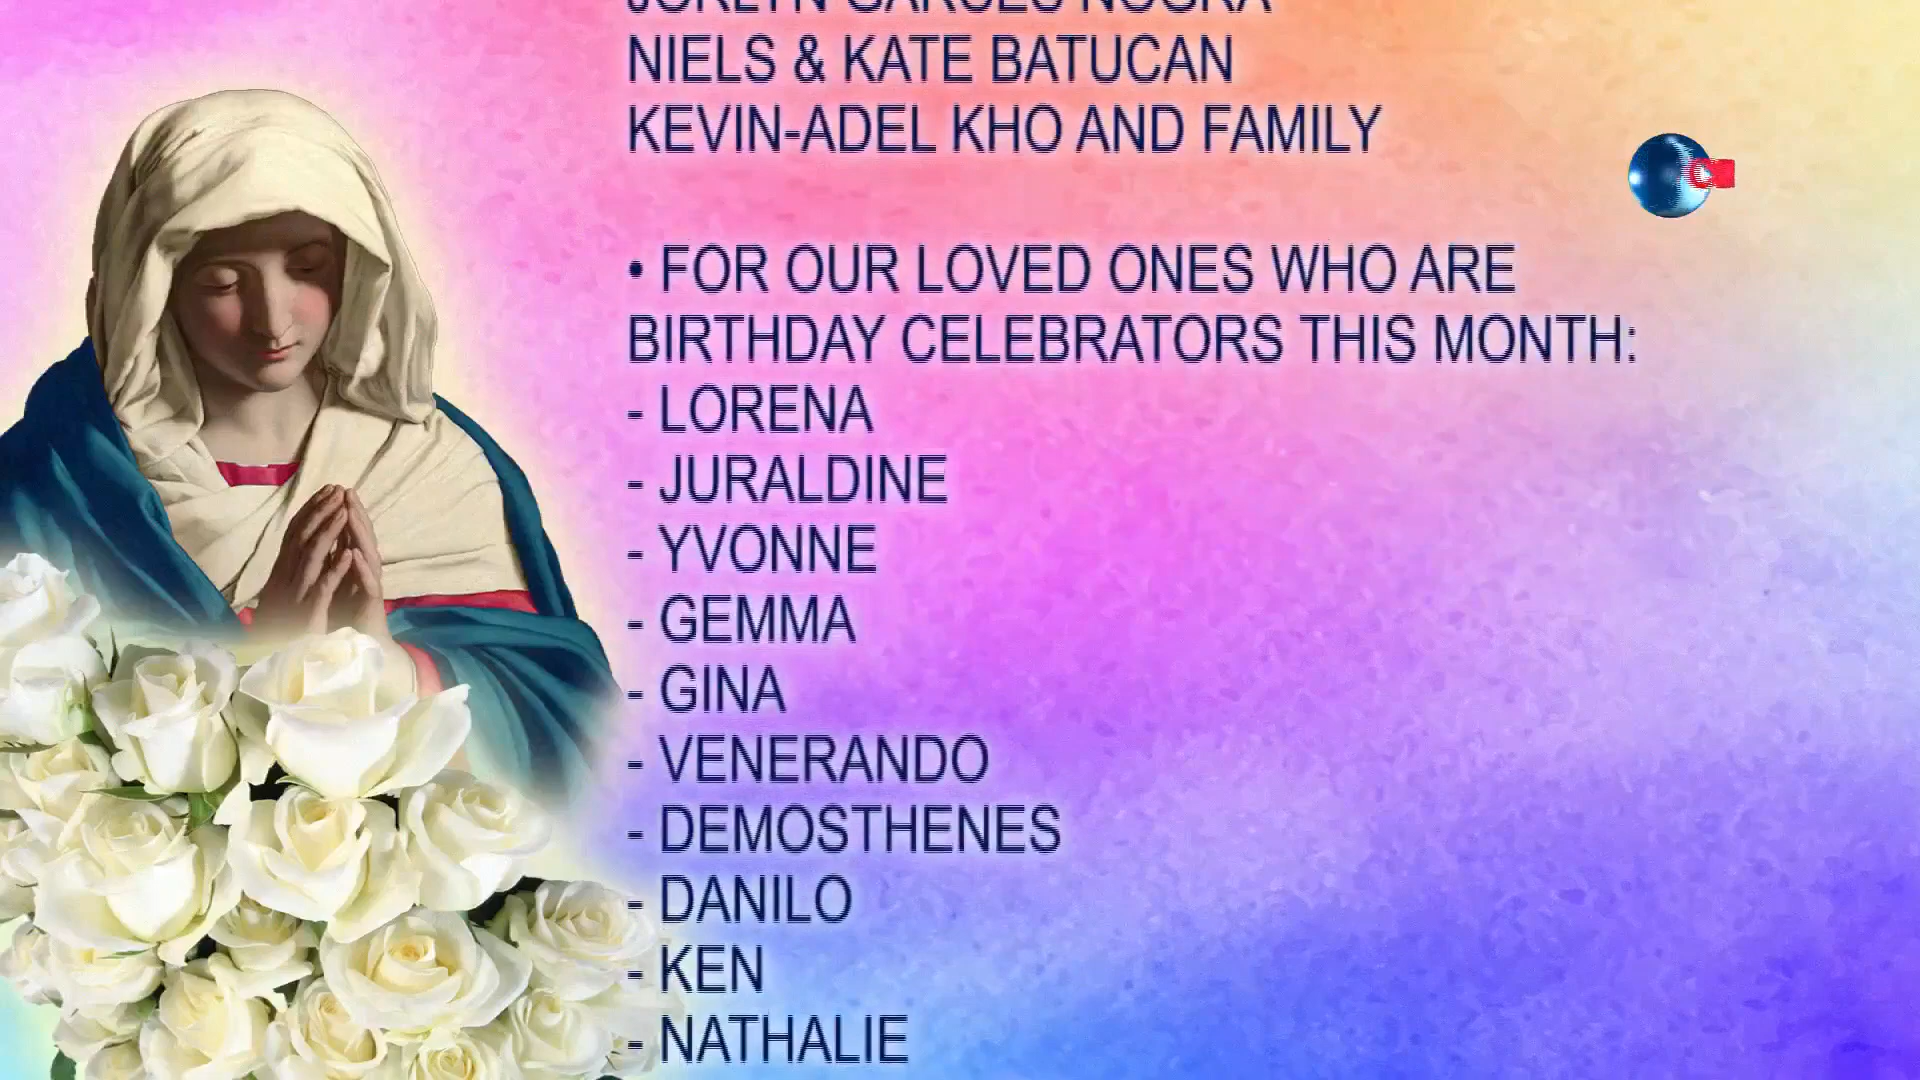 NIELS & KATE BATUCAN
KEVIN-ADEL KHO AND FAMILY
• FOR OUR LOVED ONES WHO ARE
BIRTHDAY CELEBRATORS THIS MONTH:
- LORENA
- JURALDINE
- YVONNE
- GEMMA
- GINA
- VENERANDO
- DEMOSTHENES
- DANILO
- KEN
- NATHALIE